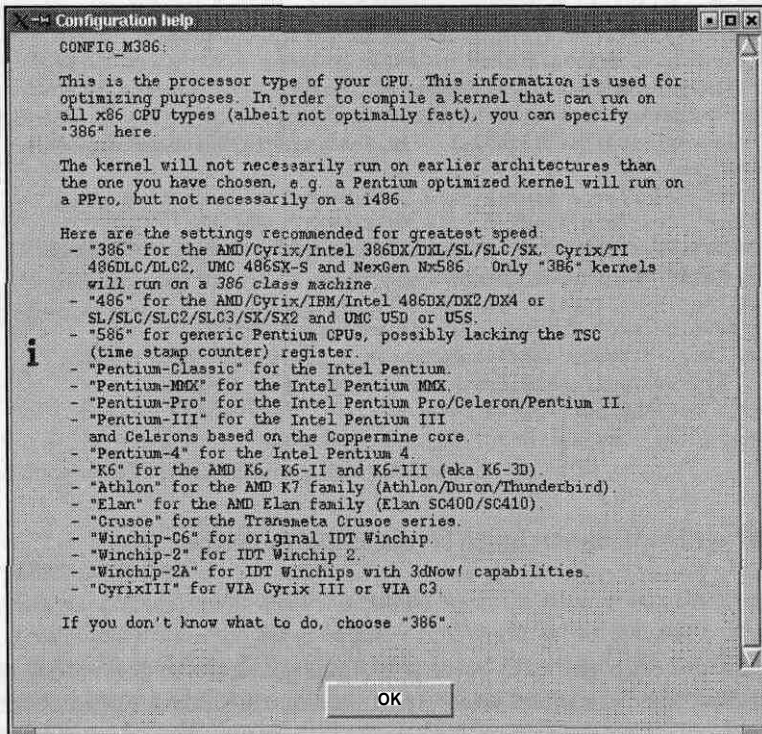 Configuration help
CONFIG_M386:
This is the processor type of your CPU. This information is used for
optimizing purposes. In order to compile a kernel that can run on
all x86 CPU types (albeit not optimally fast), you can specify
"386" here.
The kernel will not necessarily run on earlier architectures than
the one you have chosen, e.g. a Pentium optimized kernel will run on
a PPro, but not necessarily on a i486.
Here are the settings recommended for greatest speed:
- "386" for the AMD/Cyrix/Intel 386DX/DXL/SL/SLC/SX, Cyrix/TI
486DLC/DLC2, UMC 486SX-S and NexGen Nx586. Only "386" kernels
will run on a 386 class machine.
- "486" for the AMD/Cyrix/IBM/Intel 486DX/DX2/DX4 or
SL/SLC/SLC2/SLC3/SX/SX2 and UMC U5D or U5S.
- "586" for generic Pentium CPUs, possibly lacking the TSC
(time stamp counter) register.
- "Pentium-Classic" for the Intel Pentium.
- "Pentium-MMX" for the Intel Pentium MMX.
- "Pentium-Pro" for the Intel Pentium Pro/Celeron/Pentium II.
- "Pentium-III" for the Intel Pentium III
and Celerons based on the Coppermine core.
- "Pentium-4" for the Intel Pentium 4.
- "K6" for the AMD K6, K6-II and K6-III (aka K6-3D).
- "Athlon" for the AMD K7 family (Athlon/Duron/Thunderbird).
- "Elan" for the AMD Elan family (Elan SC400/SC410).
- "Crusoe" for the Transmeta Crusoe series.
- "Winchip-C6" for original IDT Winchip.
- "Winchip-2" for IDT Winchip 2.
- "Winchip-2A" for IDT Winchips with 3dNow! capabilities.
- "CyrixIII" for VIA Cyrix III or VIA C3.
If you don't know what to do, choose "386".
OK